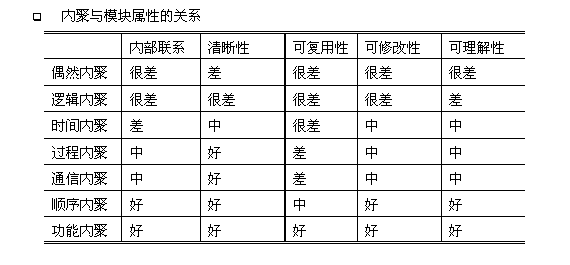 ❑ 内聚与模块属性的关系
内部联系 清晰性 可复用性 可修改性 可理解性
偶然内聚 很差 差 很差 很差 很差
逻辑内聚 很差 很差 很差 很差 差
时间内聚 差 中 很差 中 中
过程内聚 中 好 差 中 中
通信内聚 中 好 差 中 中
顺序内聚 好 好 中 好 好
功能内聚 好 好 好 好 好